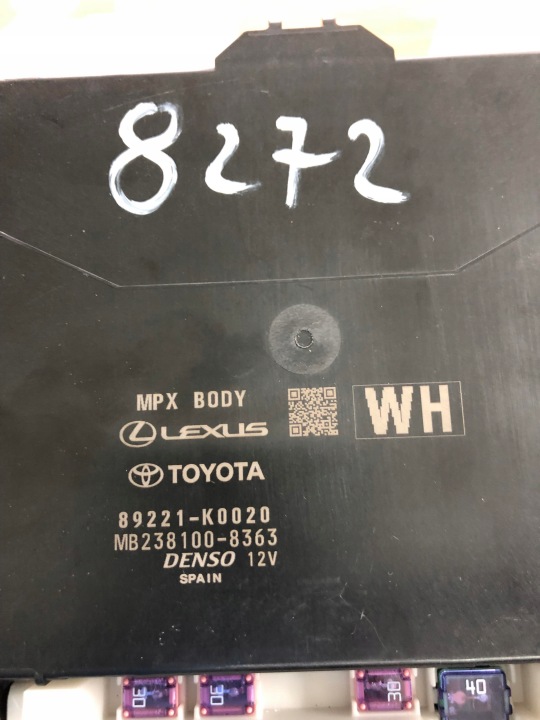 8272
MPX BODY
LEXUS
WH
TOYOTA
89221-K0020
MB238100-8363
DENSO 12V
SPAIN
30
30
30
40